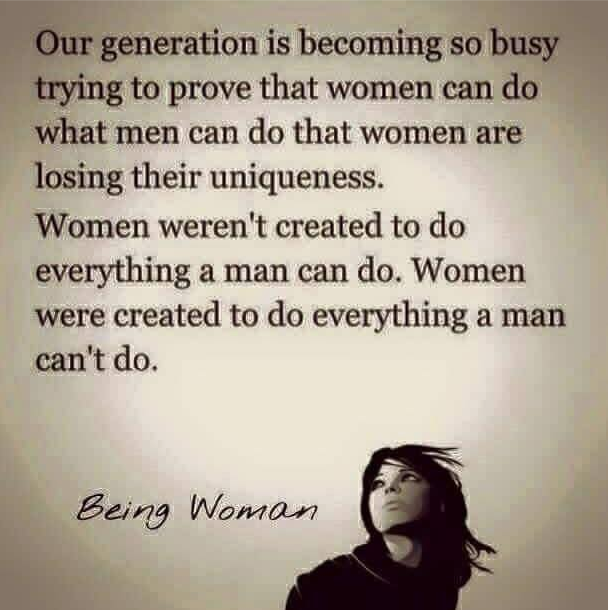 Our generation is becoming so busy
trying to prove that women can do
what men can do that women are
losing their uniqueness.
Women weren't created to do
everything a man can do. Women
were created to do everything a man
can't do.
Being Woman